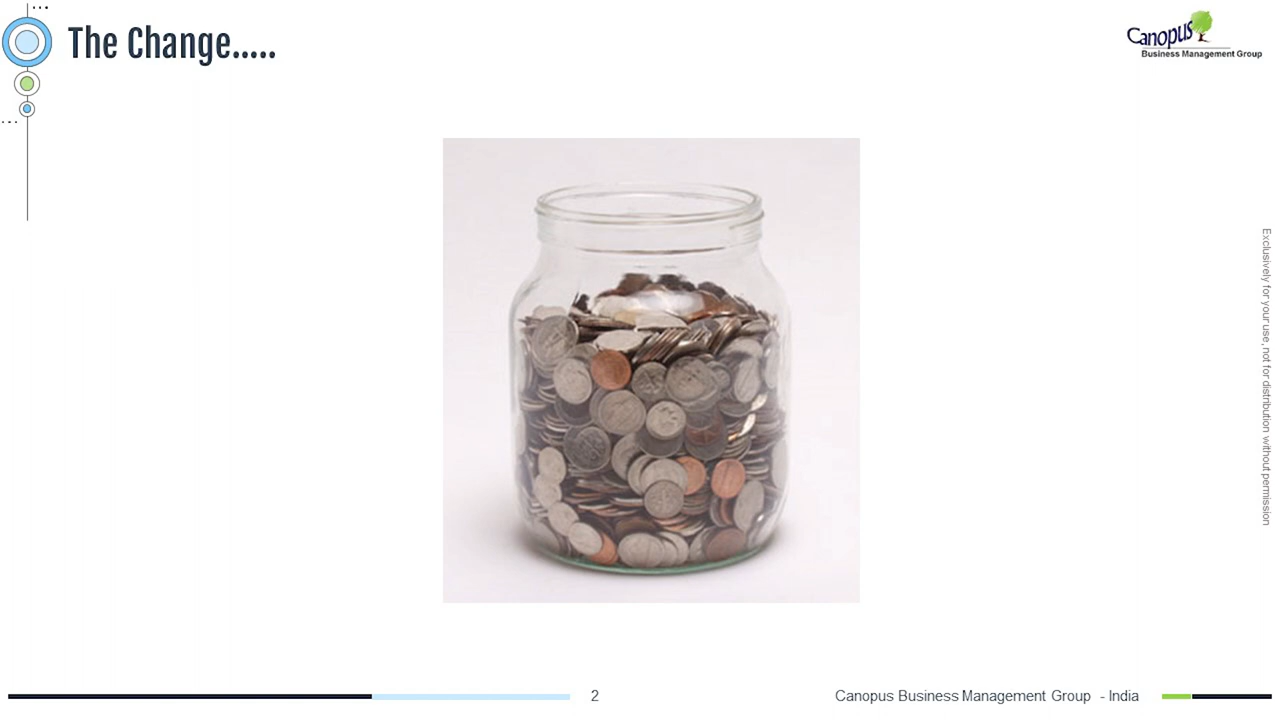 The Change.....
Canopus
Business Management Group
Exclusively for your use, not for distribution without permission
2
Canopus Business Management Group - India